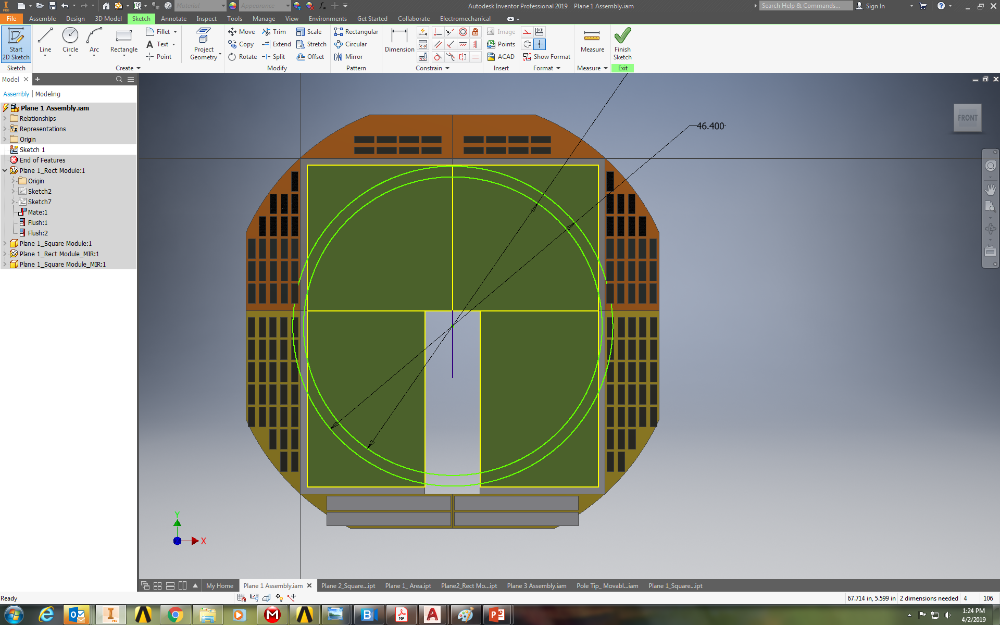 Material
Appearance
Autodesk Inventor Professional 2019 Plane 1 Assembly.iam
Search Help & Commands...
Sign In
PRO
File Assemble Design 3D Model Sketch Annotate Inspect Tools Manage View Environments Get Started Collaborate Electromechanical
Start
2D Sketch
Line
Circle
Arc
Rectangle
Fillet
Text
Point
Project
Geometry
Move Trim Scale
Copy Extend Stretch
Rotate Split Offset
Rectangular
Circular
Mirror
Dimension
Image
Points
ACAD
Show Format
Measure
Finish
Sketch
Sketch Create Modify Pattern Constrain Insert Format Measure Exit
Model
Assembly | Modeling
Plane 1 Assembly.iam
Relationships
Representations
Origin
Sketch 1
End of Features
Plane 1_Rect Module:1
Origin
Sketch2
Sketch7
Mate:1
Flush:1
Flush:2
Plane 1_Square Module:1
Plane 1_Rect Module_MIR:1
Plane 1_Square Module_MIR:1
46.400
FRONT
Y
X
My Home Plane 1 Assembly.iam Plane 2_Square...ipt Plane 1_ Area.ipt Plane2_Rect Mo...ipt Plane 3 Assembly.iam Pole Tip_ Movabl...iam Plane 1_Square...ipt
Ready
67.714 in, 5.599 in 2 dimensions needed 4 106
1:24 PM
4/2/2019